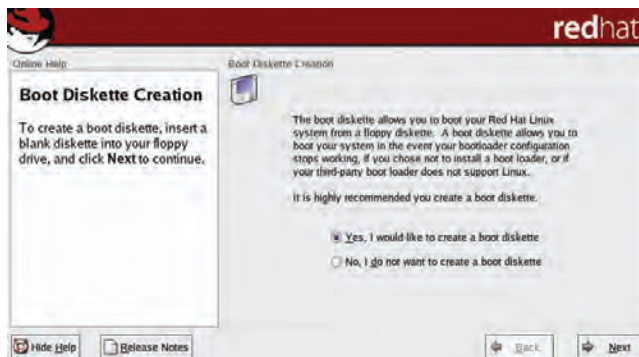 redhat
Online Help
Boot Diskette Creation
Boot Diskette Creation
To create a boot diskette, insert a
blank diskette into your floppy
drive, and click Next to continue.
The boot diskette allows you to boot your Red Hat Linux
system from a floppy diskette. A boot diskette allows you to
boot your system in the event your bootloader configuration
stops working, if you chose not to install a boot loader, or if
your third-party boot loader does not support Linux.
It is highly recommended you create a boot diskette.
Yes, I would like to create a boot diskette
No, I do not want to create a boot diskette
Hide Help
Release Notes
Back
Next